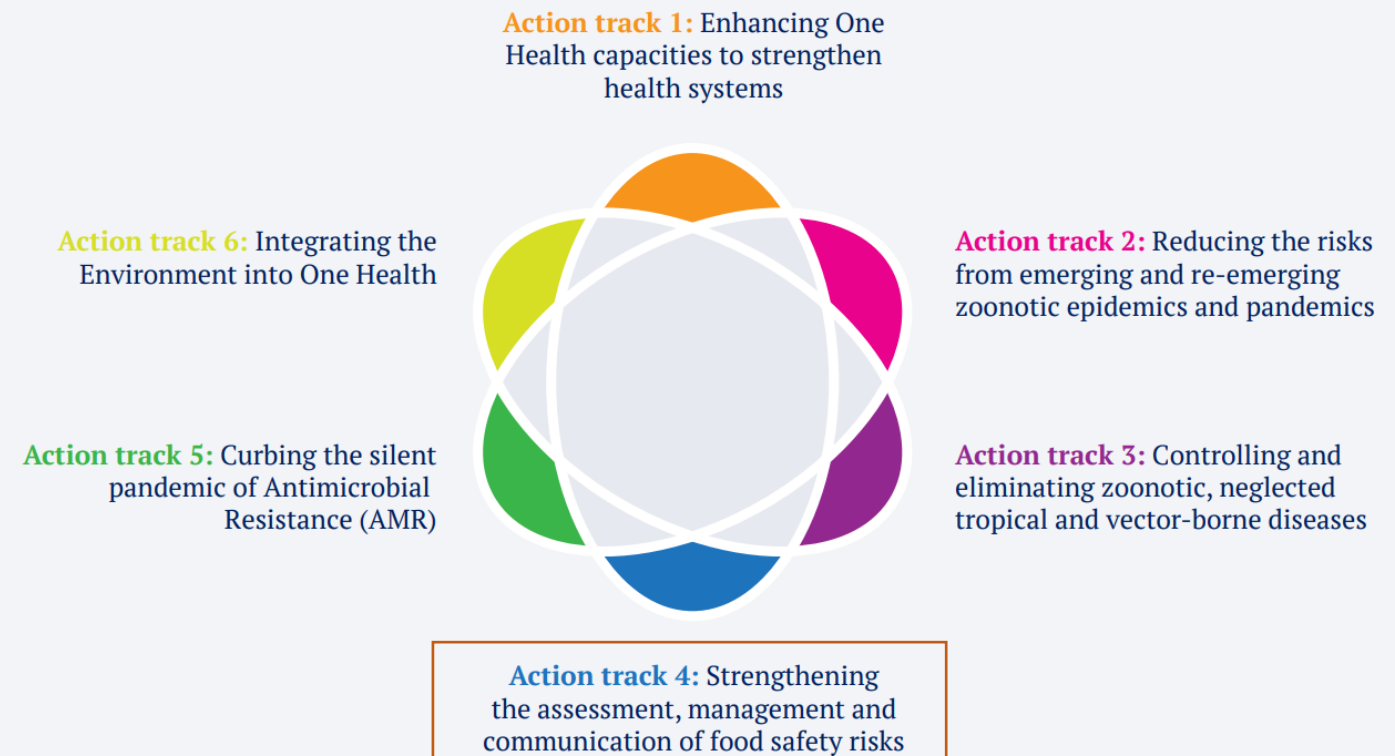 Action track 1: Enhancing One
Health capacities to strengthen
health systems
Action track 6: Integrating the
Environment into One Health
Action track 2: Reducing the risks
from emerging and re-emerging
zoonotic epidemics and pandemics
Action track 5: Curbing the silent
pandemic of Antimicrobial
Resistance (AMR)
Action track 3: Controlling and
eliminating zoonotic, neglected
tropical and vector-borne diseases
Action track 4: Strengthening
the assessment, management and
communication of food safety risks